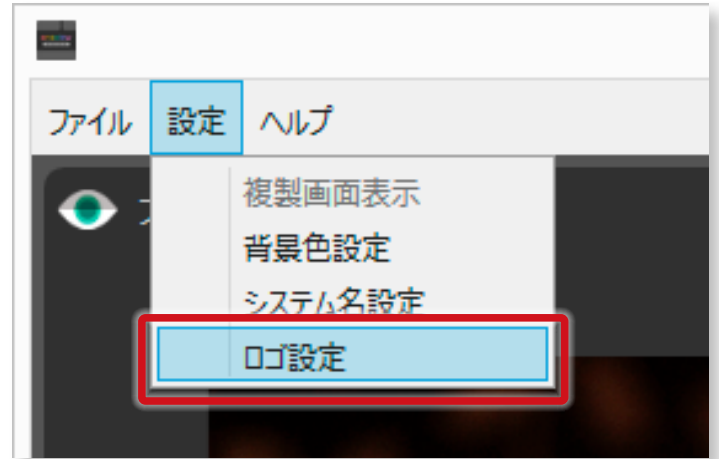 ファイル 設定 ヘルプ
複製画面表示
背景色設定
システム名設定
ロゴ設定